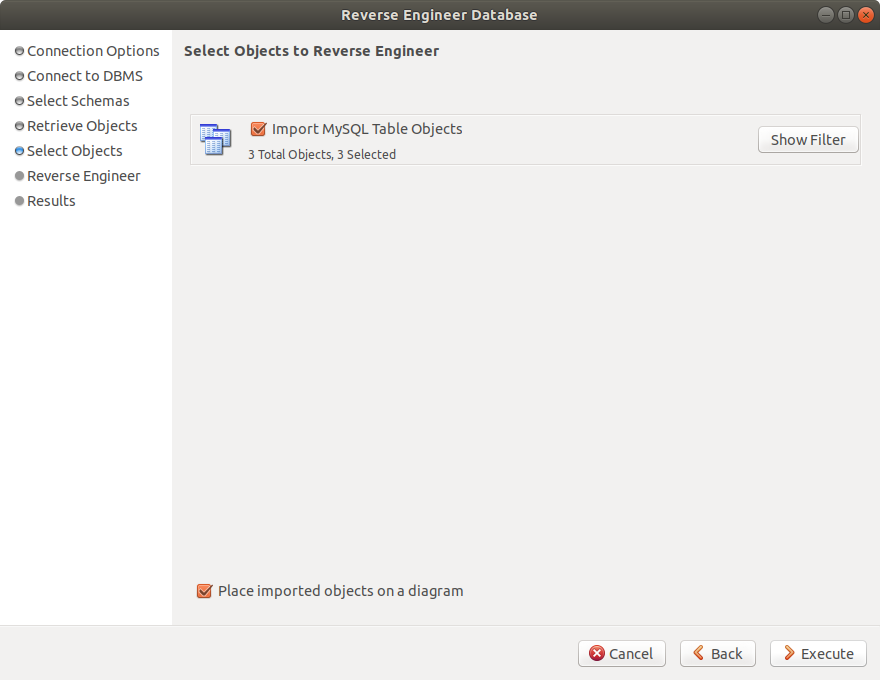 Reverse Engineer Database
Connection Options
Connect to DBMS
Select Schemas
Retrieve Objects
Select Objects
Reverse Engineer
Results
Select Objects to Reverse Engineer
Import MySQL Table Objects
3 Total Objects, 3 Selected
Show Filter
Place imported objects on a diagram
Cancel
Back
Execute